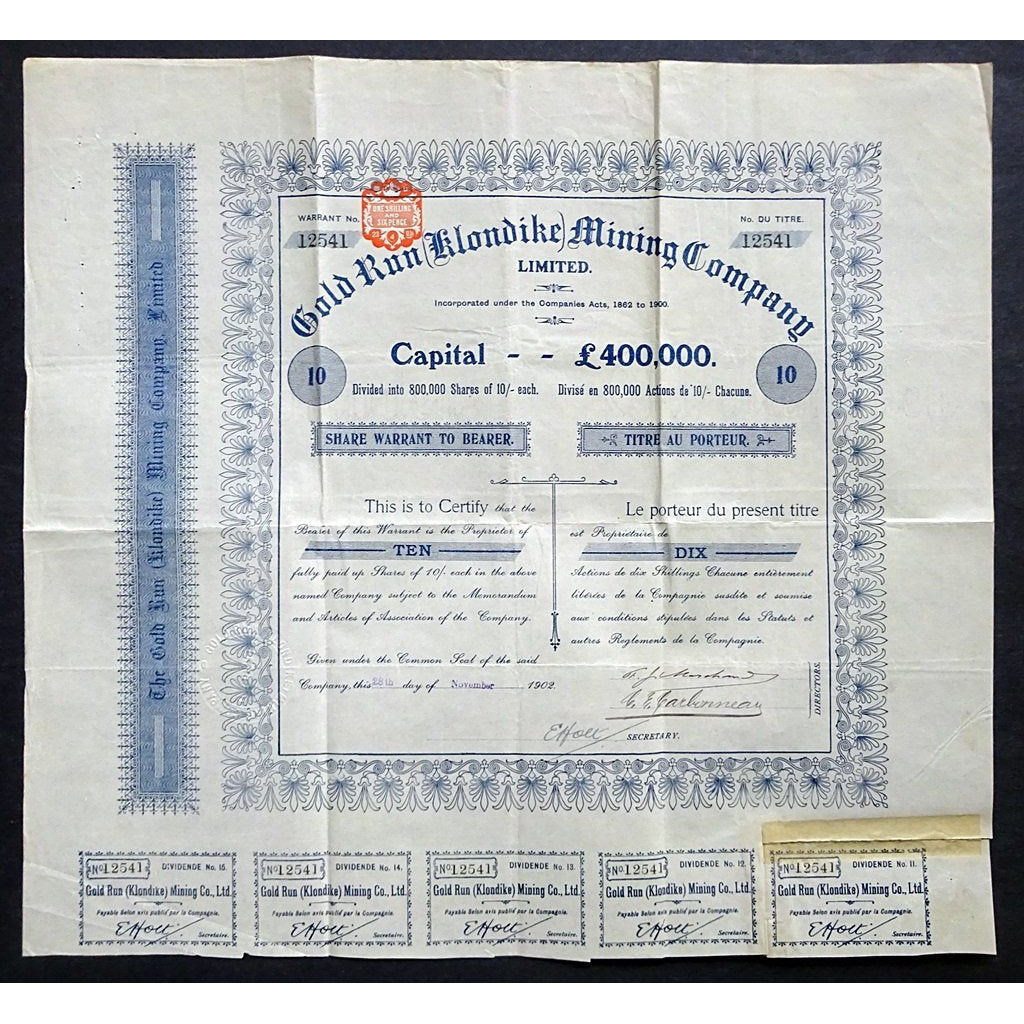 WARRANT No.
12541
ONE SHILLING
AND
SIX PENCE
No. DU TITRE.
12541
Gold Run (Klondike) Mining Company
LIMITED.
Incorporated under the Companies Acts, 1862 to 1900.
Capital - - £400,000.
10
10
Divided into 800,000 Shares of 10/- each.
Divisé en 800,000 Actions de 10/- Chacune.
SHARE WARRANT TO BEARER.
TITRE AU PORTEUR.
This is to Certify that the
Bearer of this Warrant is the Proprietor of
TEN
fully paid up Shares of 10/- each in the above
named Company subject to the Memorandum
and Articles of Association of the Company.
Given under the Common Seal of the said
Company, this 28th day of November 1902.
Le porteur du present titre
est Propriétaire de
DIX
Actions de dix Shillings Chacune entièrement
libérées de la Compagnie susdite et soumise
aux conditions stipulées dans les Statuts et
autres Reglements de la Compagnie.
DIRECTORS.
E Holt
SECRETARY.
The Gold Run (Klondike) Mining Company, Limited
No 12541 DIVIDENDE No. 15.
Gold Run (Klondike) Mining Co., Ltd.
Payable Selon avis publié par la Compagnie.
E Holt Secretaire.
No 12541 DIVIDENDE No. 14.
Gold Run (Klondike) Mining Co., Ltd.
Payable Selon avis publié par la Compagnie.
E Holt Secretaire.
No 12541 DIVIDENDE No. 13.
Gold Run (Klondike) Mining Co., Ltd.
Payable Selon avis publié par la Compagnie.
E Holt Secretaire.
No 12541 DIVIDENDE No. 12.
Gold Run (Klondike) Mining Co., Ltd.
Payable Selon avis publié par la Compagnie.
E Holt Secretaire.
No 12541 DIVIDENDE No. 11.
Gold Run (Klondike) Mining Co., Ltd.
Payable Selon avis publié par la Compagnie.
E Holt Secretaire.